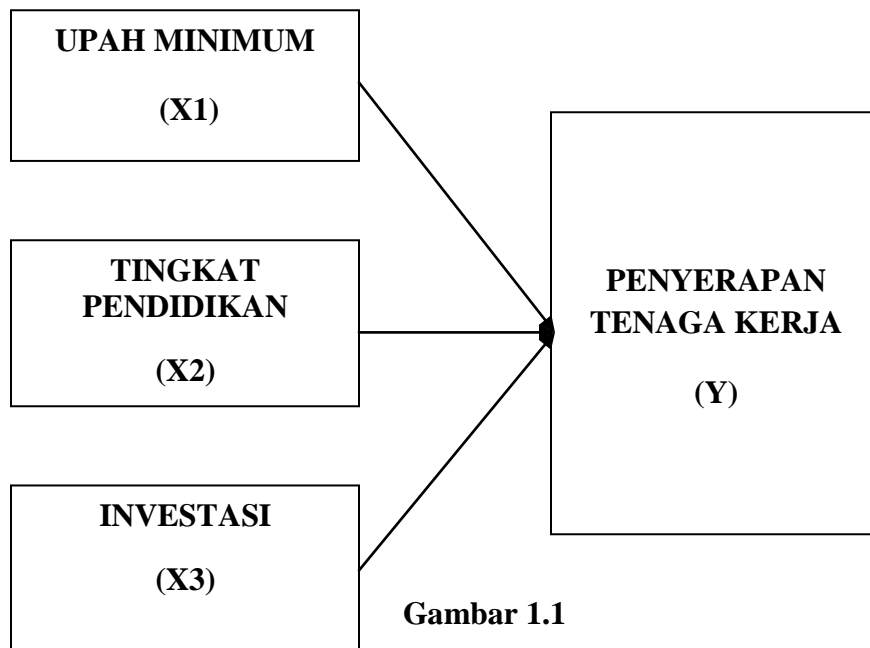 UPAH MINIMUM
(X1)
TINGKAT
PENDIDIKAN
(X2)
INVESTASI
(X3)
PENYERAPAN
TENAGA KERJA
(Y)
Gambar 1.1